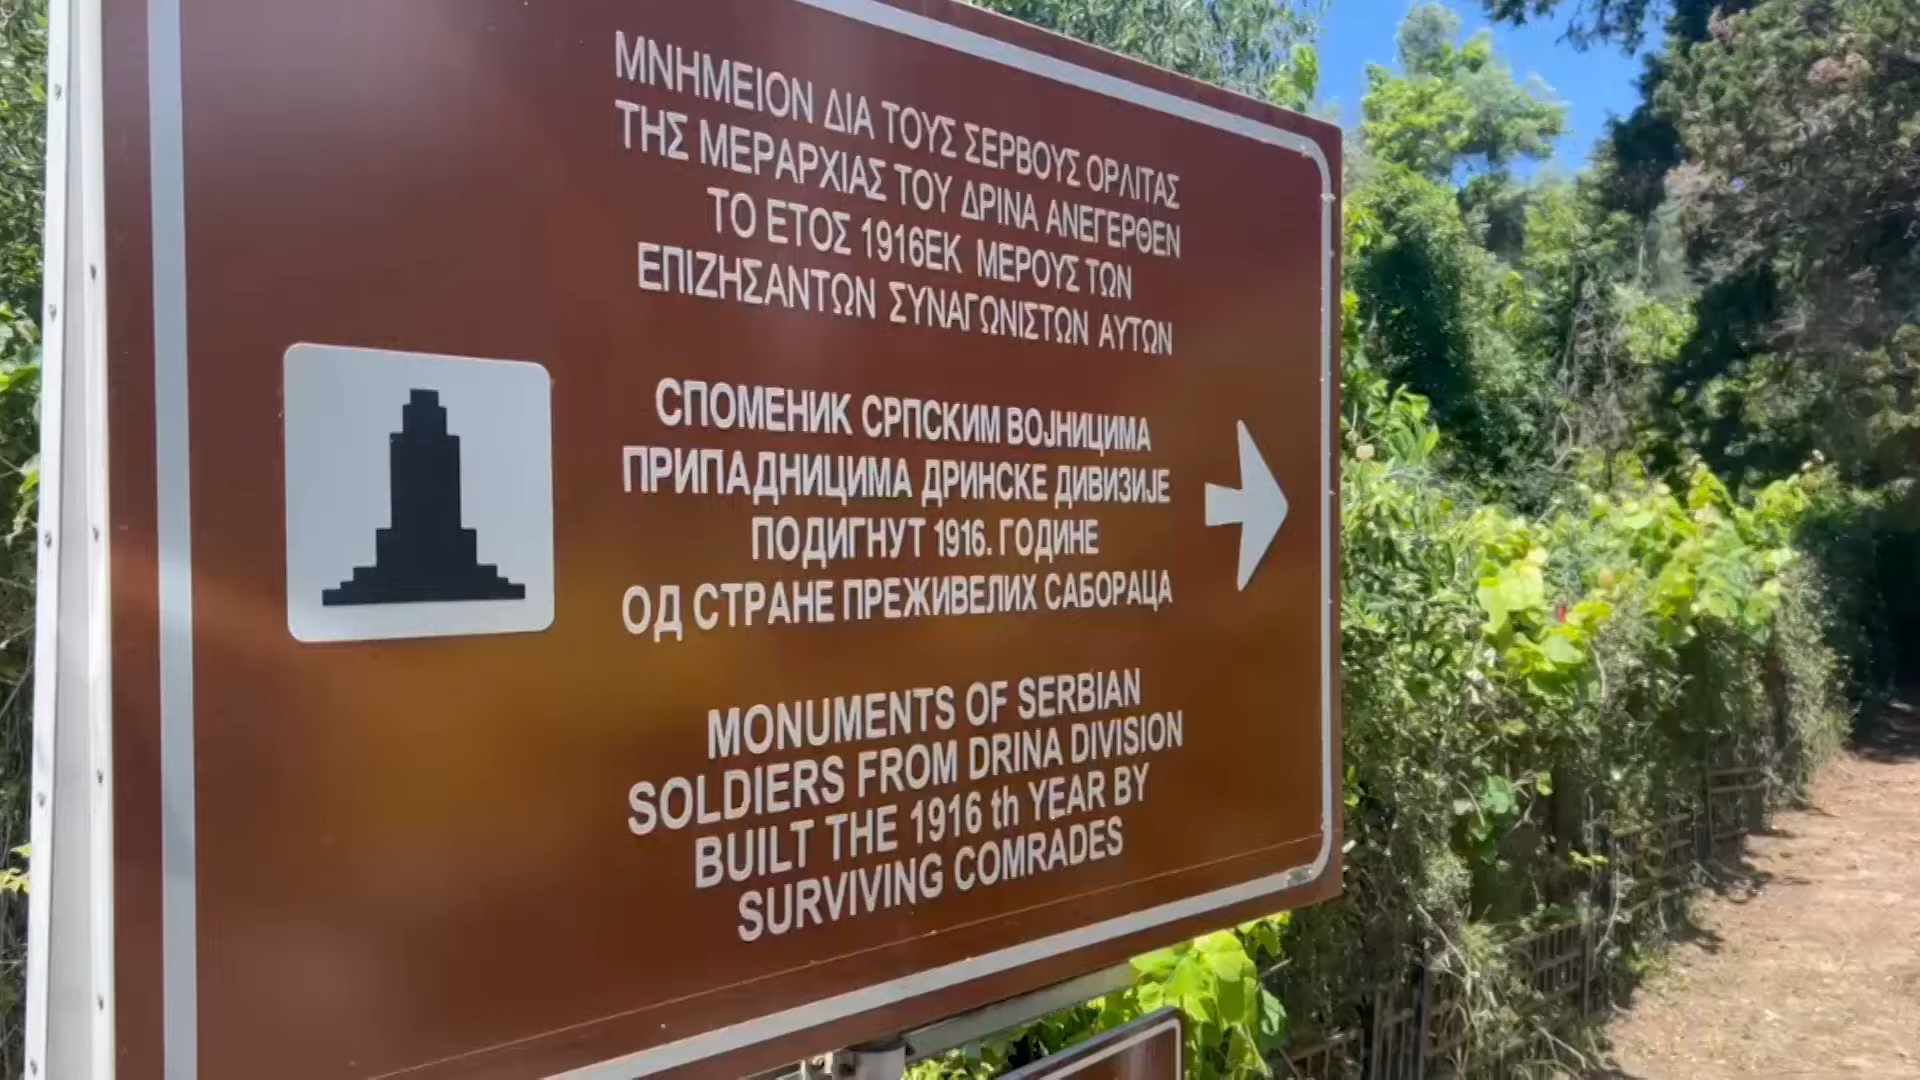 ΜΝΗΜΕΙΟΝ ΔΙΑ ΤΟΥΣ ΣΕΡΒΟΥΣ ΟΡΛΙΤΑΣ
ΤΗΣ ΜΕΡΑΡΧΙΑΣ ΤΟΥ ΔΡΙΝΑ ΑΝΕΓΕΡΘΕΝ
ΤΟ ΕΤΟΣ 1916ΕΚ ΜΕΡΟΥΣ ΤΩΝ
ΕΠΙΖΗΣΑΝΤΩΝ ΣΥΝΑΓΩΝΙΣΤΩΝ ΑΥΤΩΝ
СПОМЕНИК СРПСКИМ ВОЈНИЦИМА
ПРИПАДНИЦИМА ДРИНСКЕ ДИВИЗИЈЕ
ПОДИГНУТ 1916. ГОДИНЕ
ОД СТРАНЕ ПРЕЖИВЕЛИХ САБОРАЦА
MONUMENTS OF SERBIAN
SOLDIERS FROM DRINA DIVISION
BUILT THE 1916 th YEAR BY
SURVIVING COMRADES